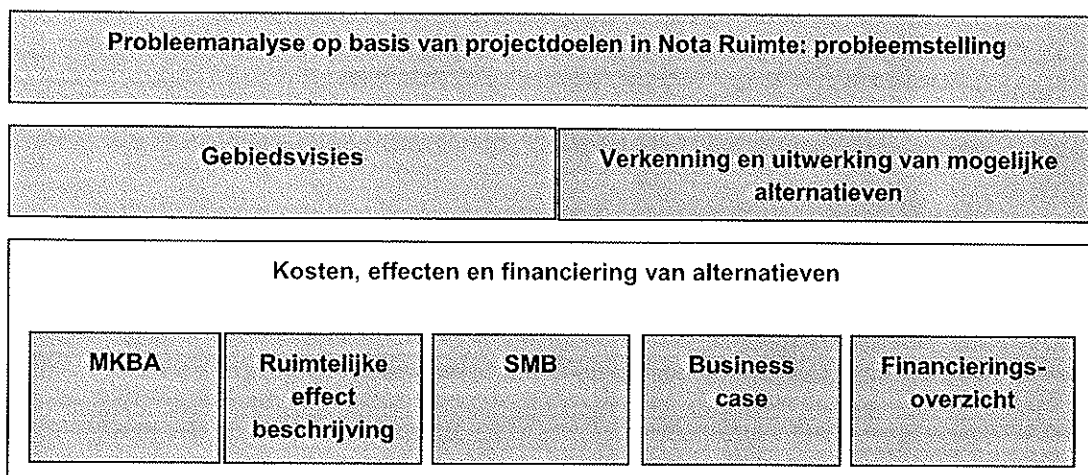 Probleemanalyse op basis van projectdoelen in Nota Ruimte: probleemstelling
Gebiedsvisies
Verkenning en uitwerking van mogelijke
alternatieven
Kosten, effecten en financiering van alternatieven
MKBA
Ruimtelijke
effect
beschrijving
SMB
Business
case
Financierings-
overzicht